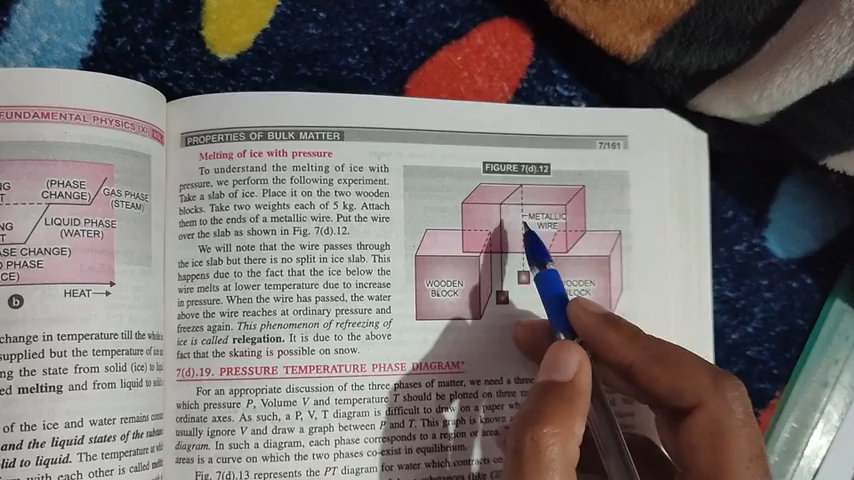 FUNDAMENTAL PHYSICS (XI)
(PHASE
CHANGE)
GAS PHASE
(STEAM)
LIQUID PHASE
(WATER)
ASE CHANGE)
PHASE
CE)
b
HEAT
change in temperature till the whole
supplied but the temperature of
ing the state from solid (ice) to
ed melting and from liquid to
of the ice and water remains
and the liquid states of the
lid to liquid. The temperature at
with each other is called
PROPERTIES OF BULK MATTER
7/161
Melting of ice with pressure
To understand the melting of ice with
pressure, we perform the following experiment.
Take a slab of ice. Place it on the two wooden
blocks. Take two weights each of 5 kg. Attach
them to the ends of a metallic wire. Put the wire
over the slab as shown in Fig. 7(d).12.
We will note that the wire passes through
the ice slab but there is no split in ice slab. This
happens due to the fact that the ice below the
wire melts at lower temperature due to increase
in pressure. When the wire has passed, the water
above the wire reaches at ordinary pressure and
freezes again. This phenomenon of refreezing of
ice is called relegation. It is due to the above
fact that the skating is possible on snow.
FIGURE 7(d).12
METALLIC
WIRE
WOODEN
BLOCK
WOODEN
BLOCK
7(d).19. PRESSURE TEMPERATURE PHASE DIAGRAM
For an appropriate discussion of the three phases of matter, we need a three
which pressure P, Volume V and temperature T should be plotted on three
ordinate axes. As such, a P, V, T diagram is difficult to draw on a paper
usually ignore V and draw a graph between P and T. This graph is known
diagram. In such a diagram, each phase corresponds to a region or area.
areas is a curve on which the two phases co-exist in equilibrium.
Fig. 7(d).13 represents the PT diagram for water which contracts on